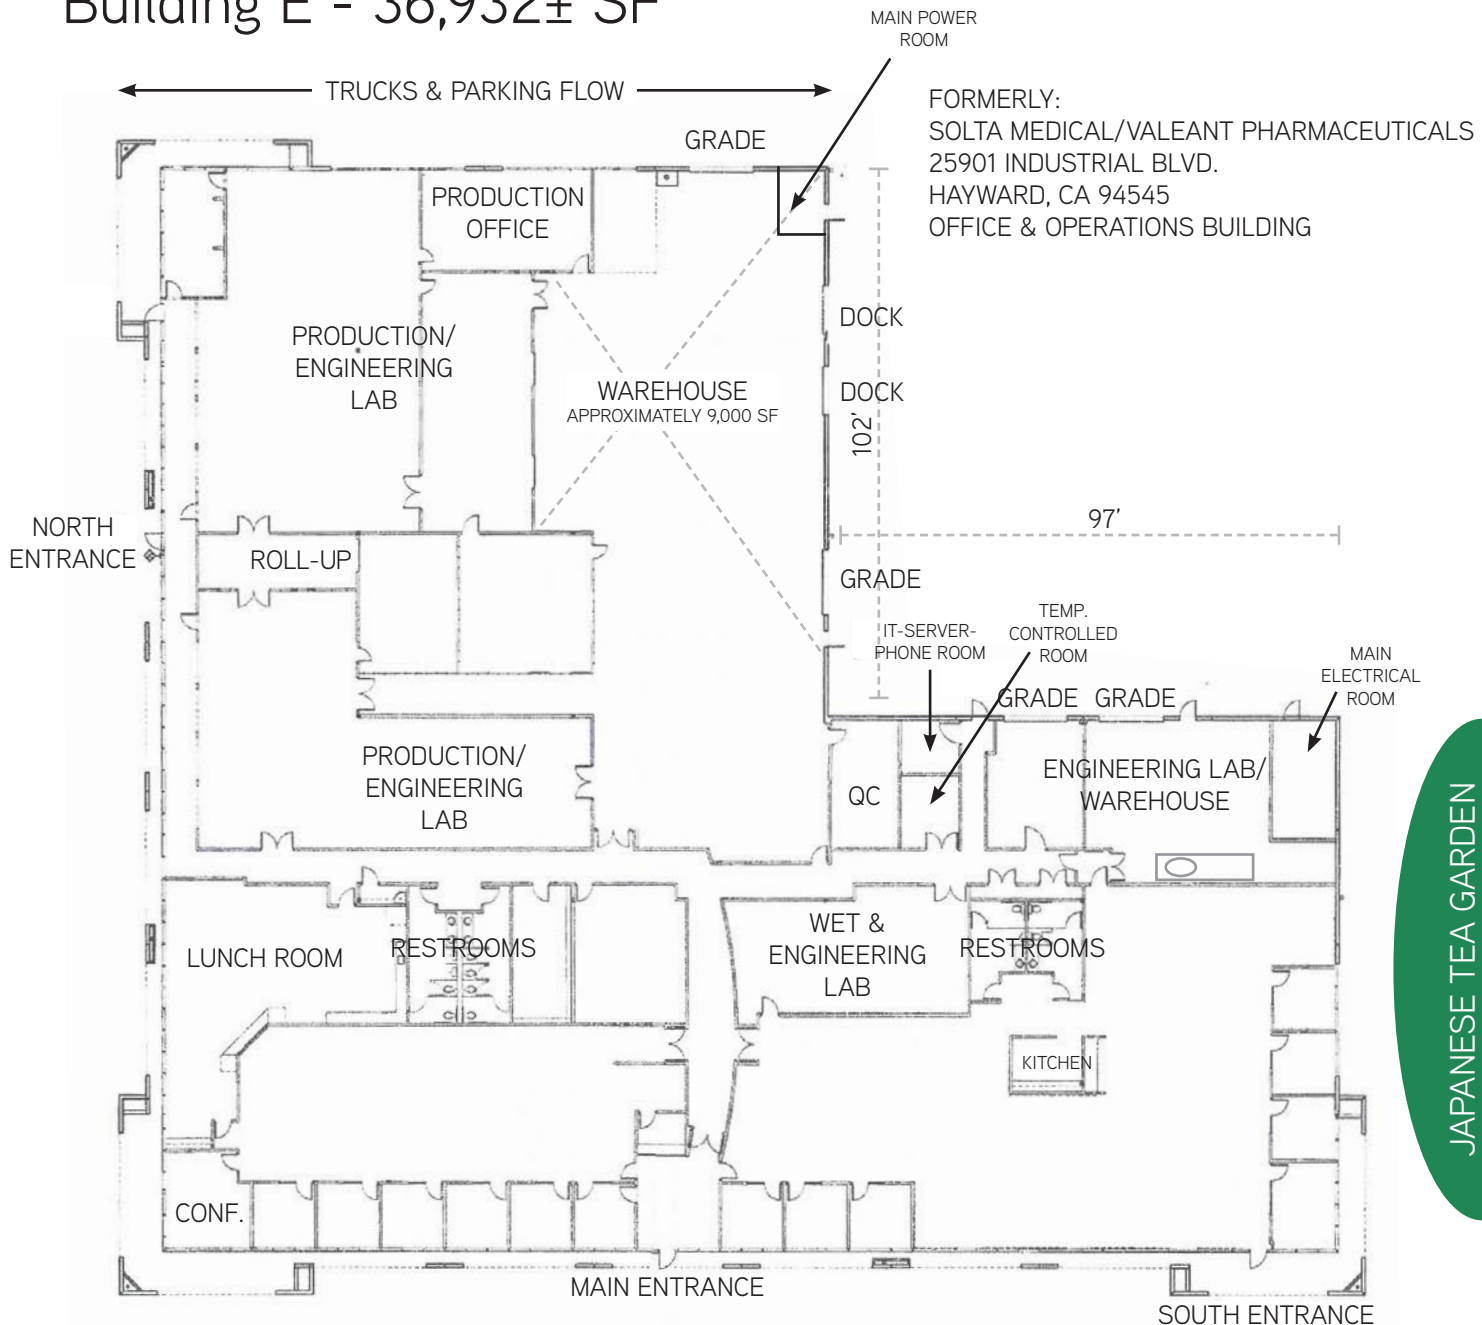 Building E - 36,932± SF
MAIN POWER
ROOM
TRUCKS & PARKING FLOW
FORMERLY:
SOLTA MEDICAL/VALEANT PHARMACEUTICALS
25901 INDUSTRIAL BLVD.
HAYWARD, CA 94545
OFFICE & OPERATIONS BUILDING
GRADE
PRODUCTION
OFFICE
DOCK
PRODUCTION/
ENGINEERING
LAB
WAREHOUSE
APPROXIMATELY 9,000 SF
DOCK
102'
97'
NORTH
ENTRANCE
ROLL-UP
GRADE
IT-SERVER-
PHONE ROOM
TEMP.
CONTROLLED
ROOM
MAIN
ELECTRICAL
ROOM
GRADE GRADE
PRODUCTION/
ENGINEERING
LAB
QC
ENGINEERING LAB/
WAREHOUSE
JAPANESE TEA GARDEN
LUNCH ROOM
RESTROOMS
WET &
ENGINEERING
LAB
RESTROOMS
KITCHEN
CONF.
MAIN ENTRANCE
SOUTH ENTRANCE